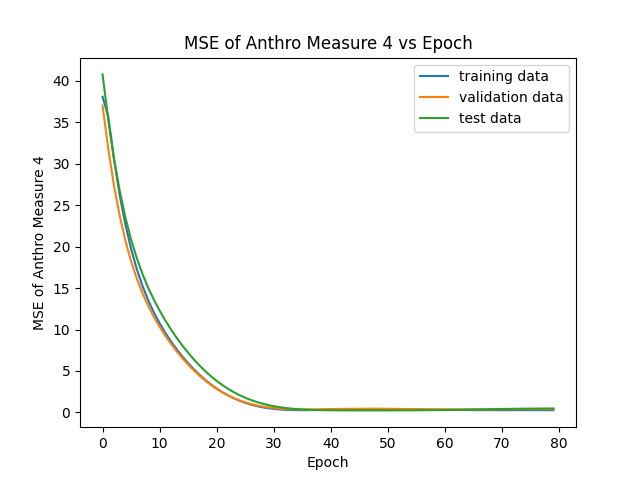 MSE of Anthro Measure 4 vs Epoch
training data
validation data
test data
MSE of Anthro Measure 4
40
35
30
25
20
15
10
5
0
0 10 20 30 40 50 60 70 80
Epoch